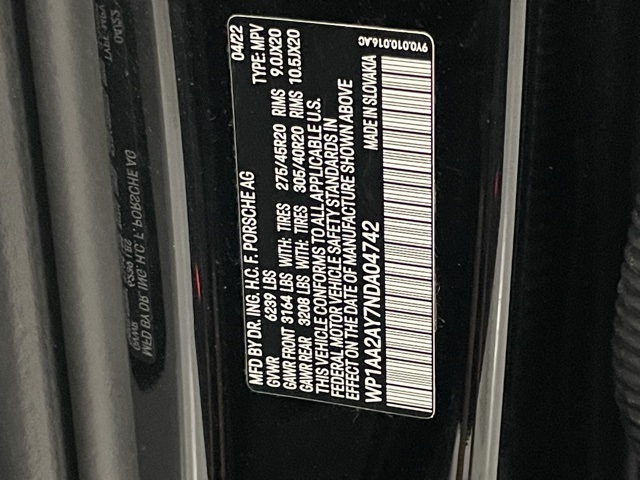 MFD BY DR. ING. H.C. F. PORSCHE AG 04/22
GVWR 6239 LBS TYPE: MPV
GAWR FRONT 3164 LBS WITH: TIRES 275/45R20 RIMS 9.0JX20
GAWR REAR 3208 LBS WITH: TIRES 305/40R20 RIMS 10.5JX20
THIS VEHICLE CONFORMS TO ALL APPLICABLE U.S.
FEDERAL MOTOR VEHICLE SAFETY STANDARDS IN
EFFECT ON THE DATE OF MANUFACTURE SHOWN ABOVE
WP1AA2AY7NDA04742 MADE IN SLOVAKIA
9Y0.010.016.AC